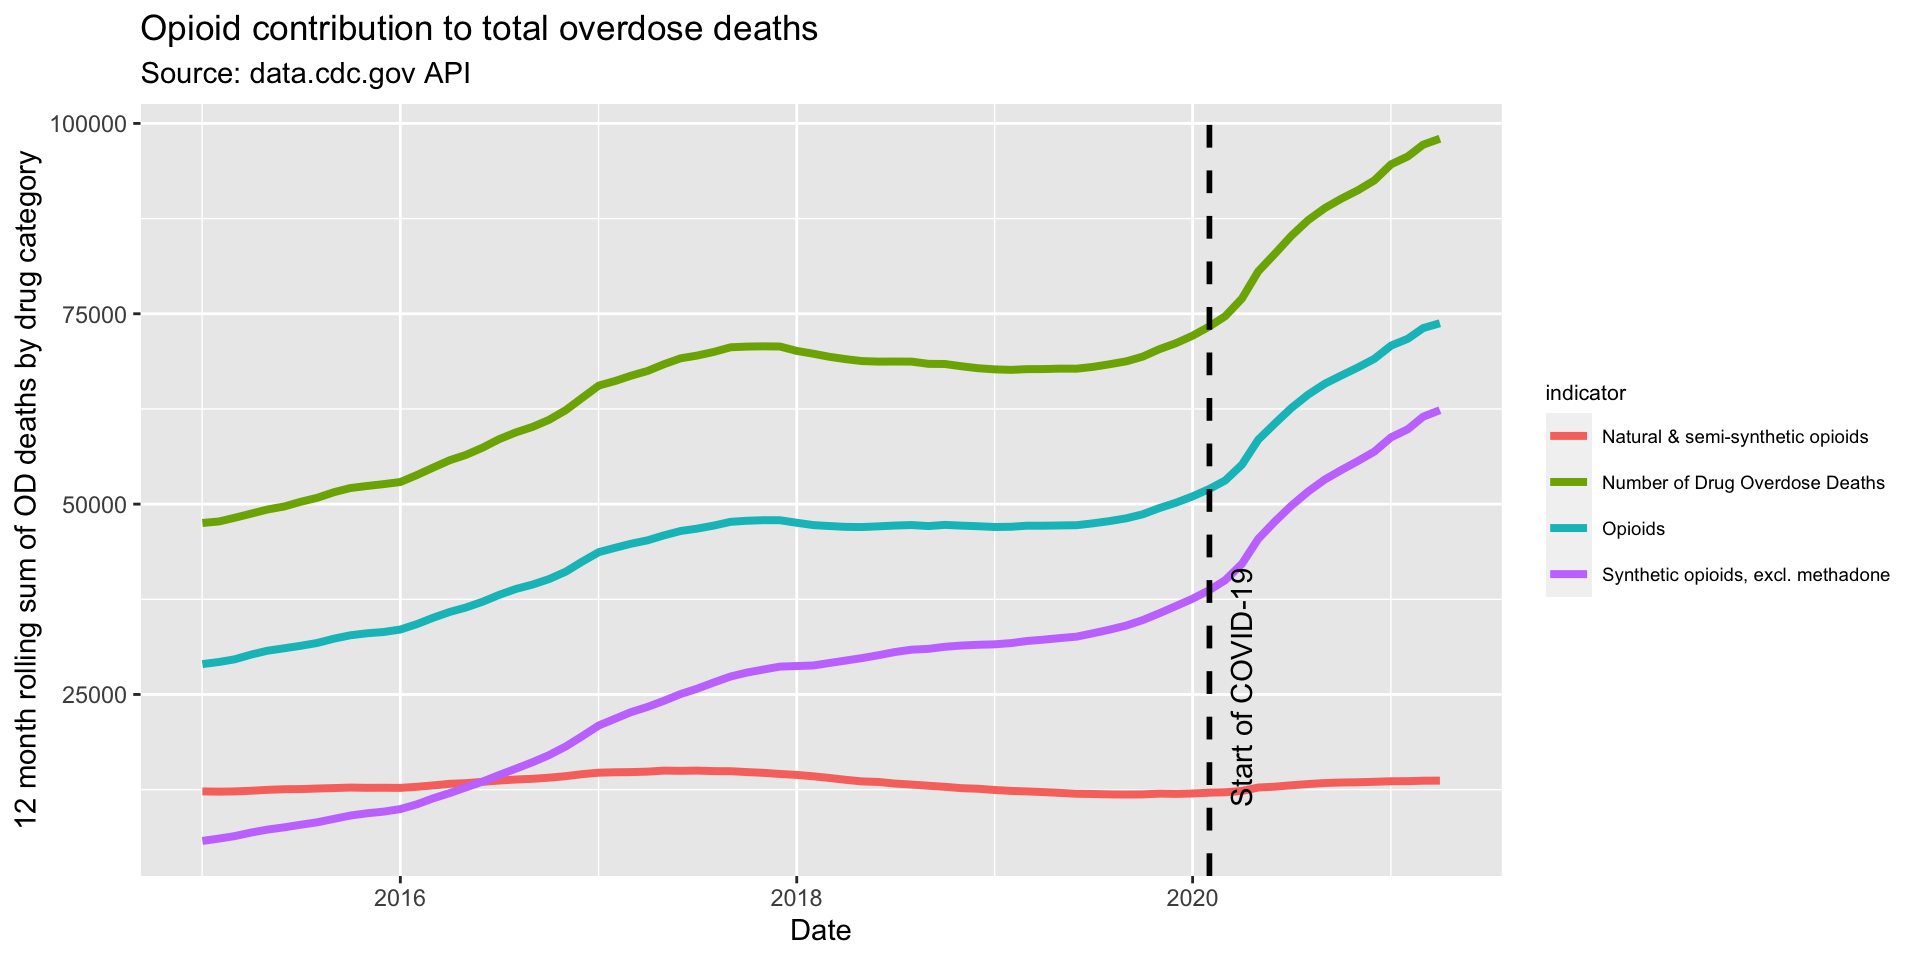 Opioid contribution to total overdose deaths
Source: data.cdc.gov API
12 month rolling sum of OD deaths by drug category
100000
75000
50000
25000
Start of COVID-19
2016
2018
2020
Date
indicator
Natural & semi-synthetic opioids
Number of Drug Overdose Deaths
Opioids
Synthetic opioids, excl. methadone